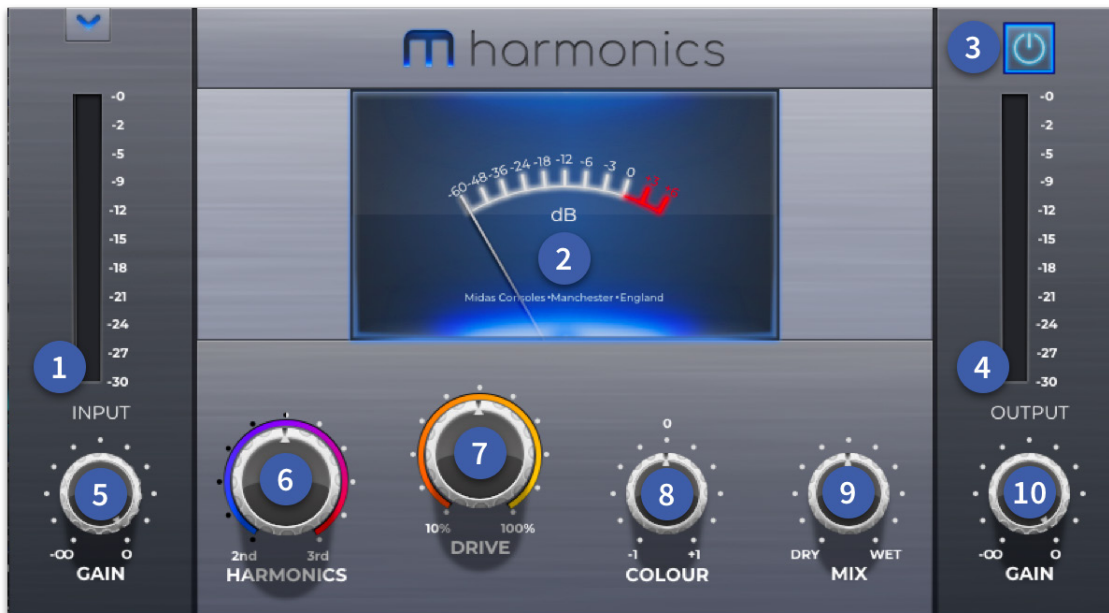 m harmonics
3
-0
-2
-5
-9
-12
-15
-18
-21
-24
-27
-30
1
INPUT
5
-∞ 0
GAIN
-60 -48 -36 -24 -18 -12 -6 -3 0
dB
2
Midas Consoles•Manchester•England
6
2nd 3rd
HARMONICS
7
10% 100%
DRIVE
0
8
-1 +1
COLOUR
9
DRY WET
MIX
-0
-2
-5
-9
-12
-15
-18
-21
-24
-27
-30
4
OUTPUT
10
-∞ 0
GAIN